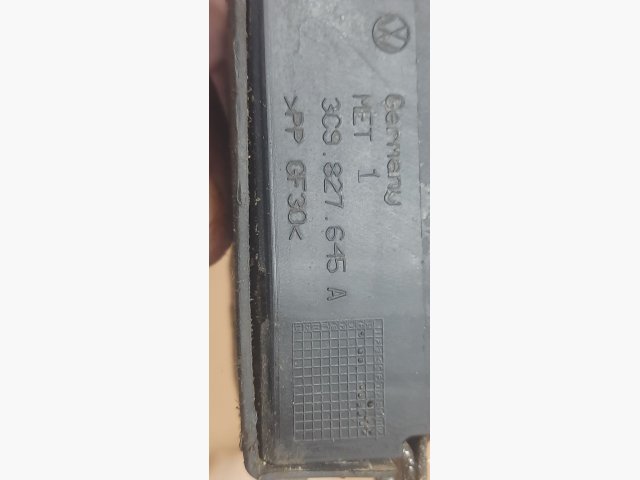 Germany
MET 1
3C9.827.645 A
>PP GF30<